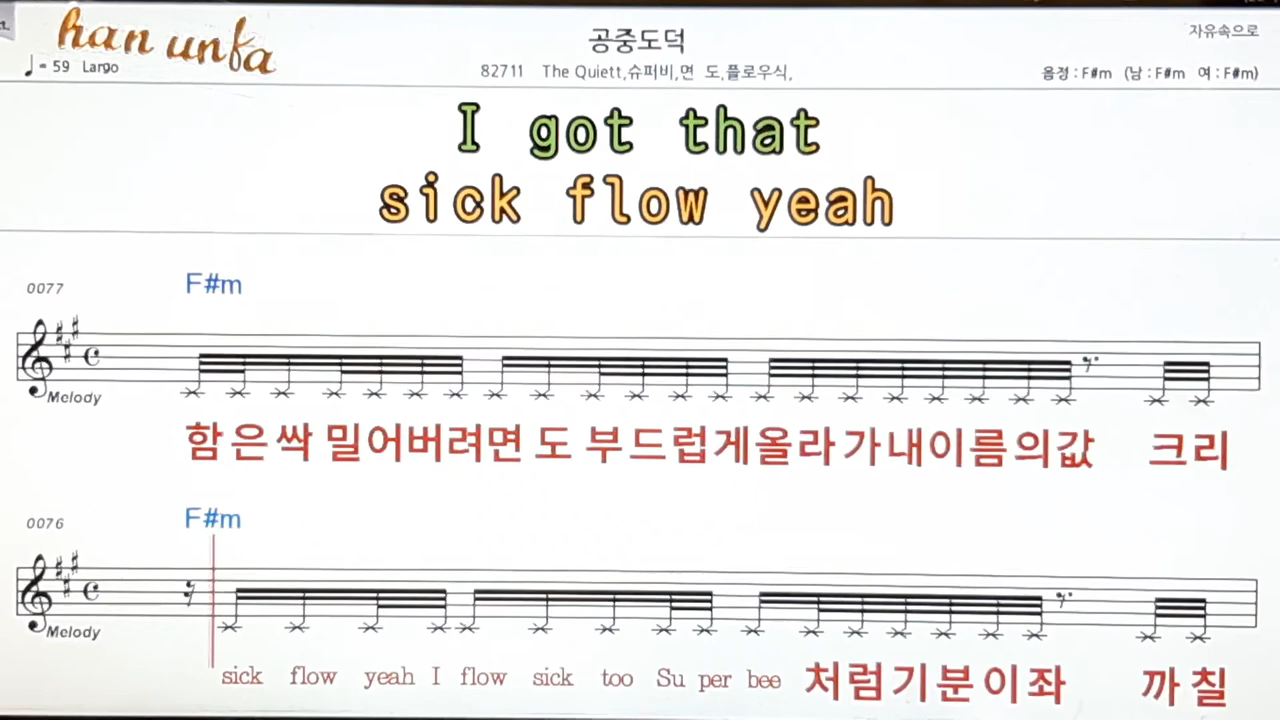 han unfa
공중도덕
자유속으로
♩= 59 Largo
82711 The Quiett,슈퍼비,면 도,플로우식,
음정 : F#m (남 : F#m 여 : F#m)
I got that
sick flow yeah
0077
F#m
Melody
함 은 싹 밀어버려면 도 부드럽게올라가내이름의값 크리
0076
F#m
Melody
sick flow yeah I flow sick too Su per bee 처럼기분이좌 까칠